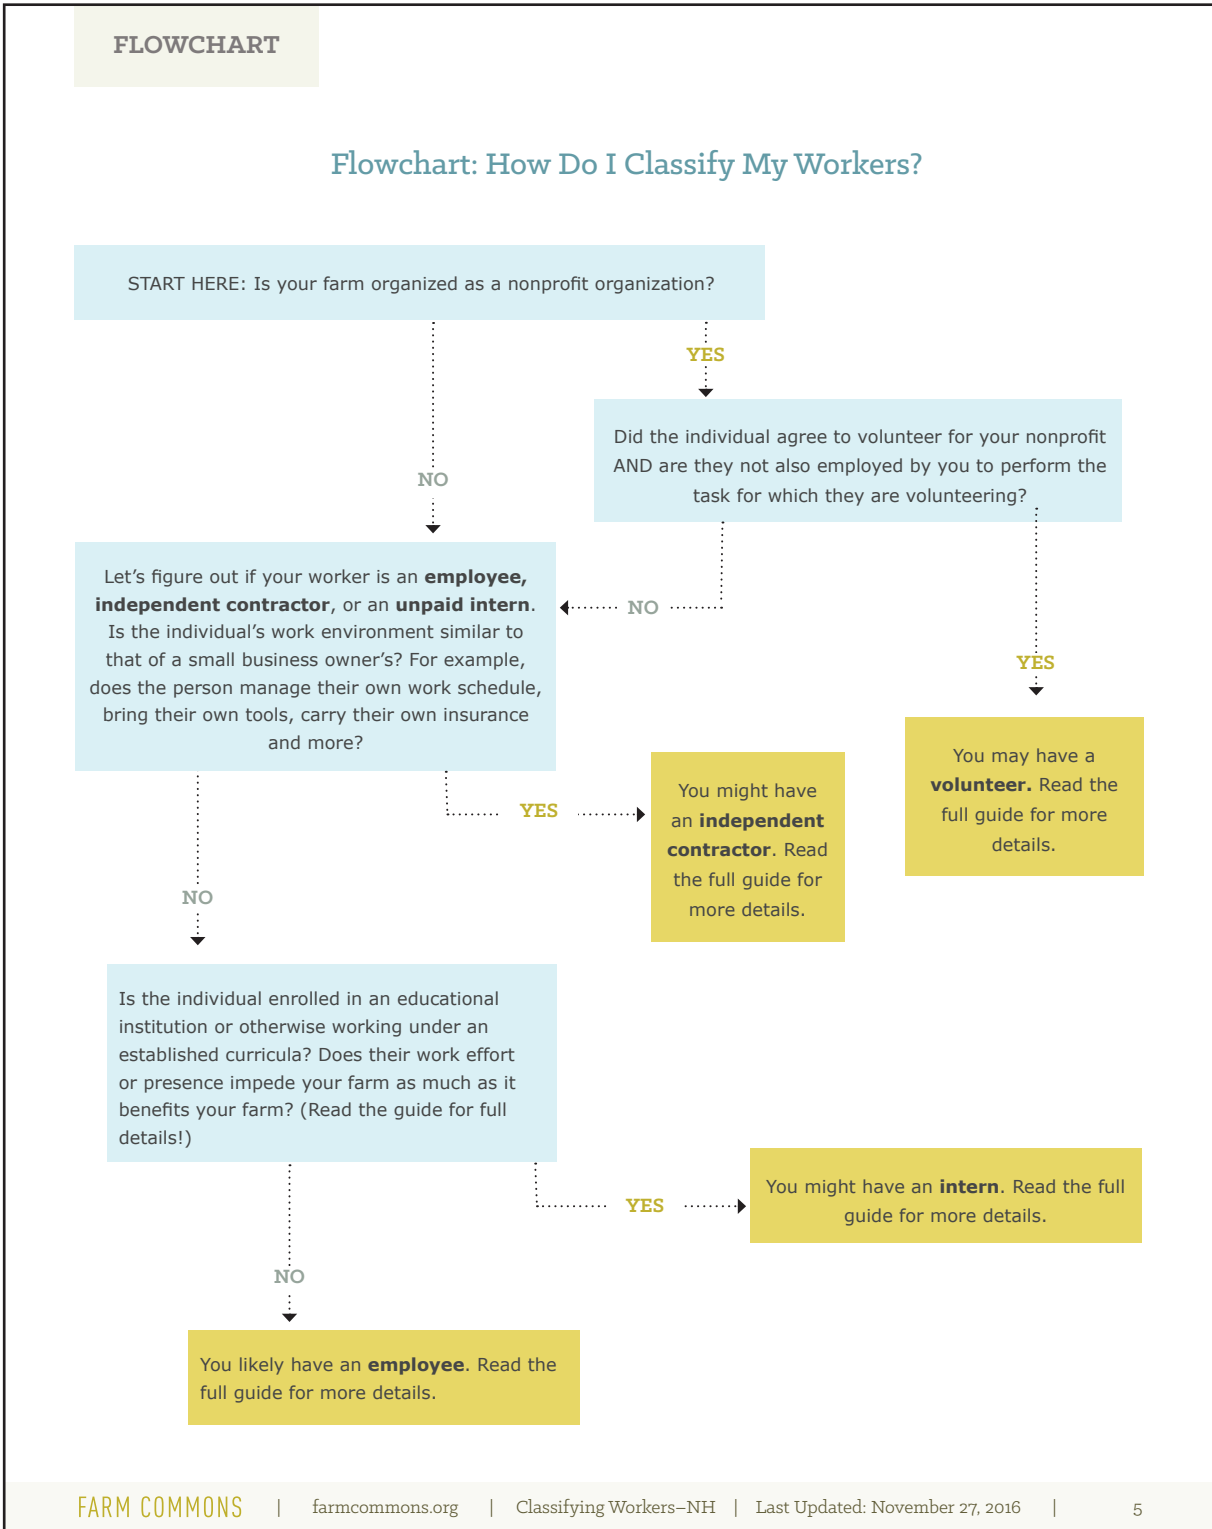 FLOWCHART
Flowchart: How Do I Classify My Workers?
START HERE: Is your farm organized as a nonprofit organization?
YES
Did the individual agree to volunteer for your nonprofit
AND are they not also employed by you to perform the
task for which they are volunteering?
NO
Let’s figure out if your worker is an employee,
independent contractor, or an unpaid intern.
Is the individual’s work environment similar to
that of a small business owner’s? For example,
does the person manage their own work schedule,
bring their own tools, carry their own insurance
and more?
NO
YES
You may have a
volunteer. Read the
full guide for more
details.
YES
You might have
an independent
contractor. Read
the full guide for
more details.
NO
Is the individual enrolled in an educational
institution or otherwise working under an
established curricula? Does their work effort
or presence impede your farm as much as it
benefits your farm? (Read the guide for full
details!)
YES
You might have an intern. Read the full
guide for more details.
NO
You likely have an employee. Read the
full guide for more details.
FARM COMMONS | farmcommons.org | Classifying Workers–NH | Last Updated: November 27, 2016 | 5